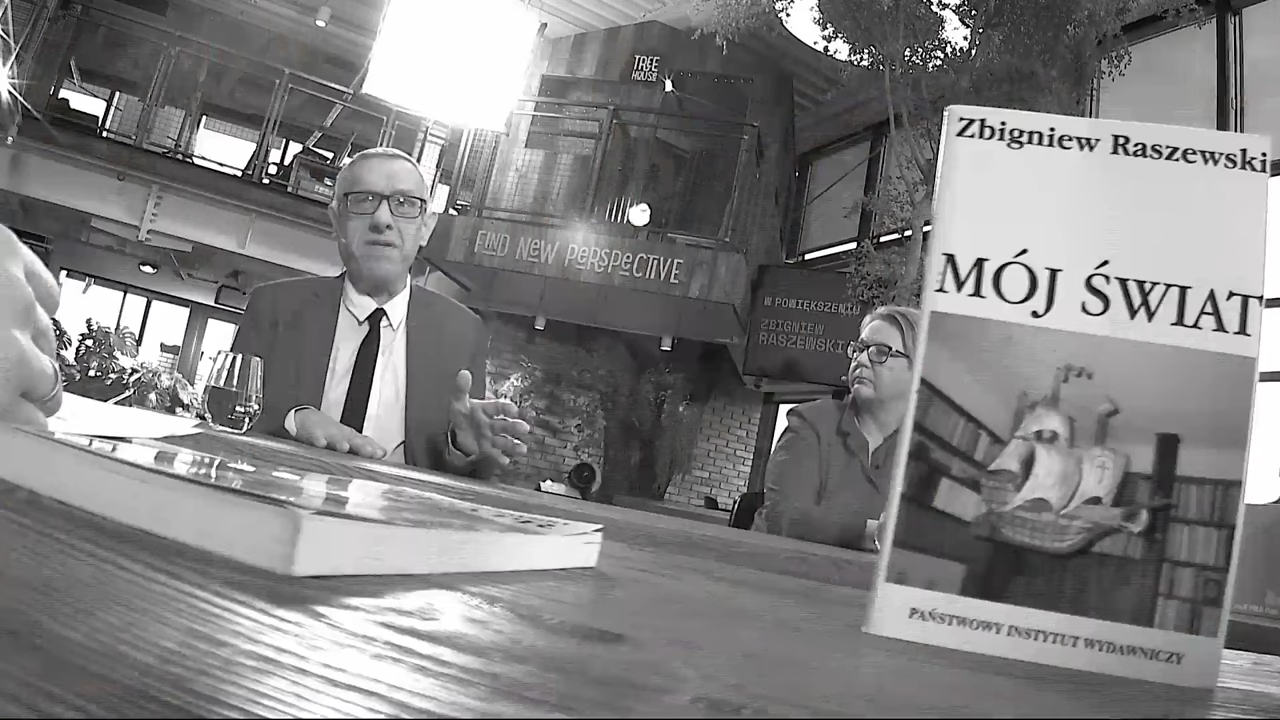 TREE
HOUSE
FIND NEW PERSPECTIVE
W POWIĘKSZENIU
ZBIGNIEW
RASZEWSKI
Zbigniew Raszewski
MÓJ ŚWIAT
PAŃSTWOWY INSTYTUT WYDAWNICZY